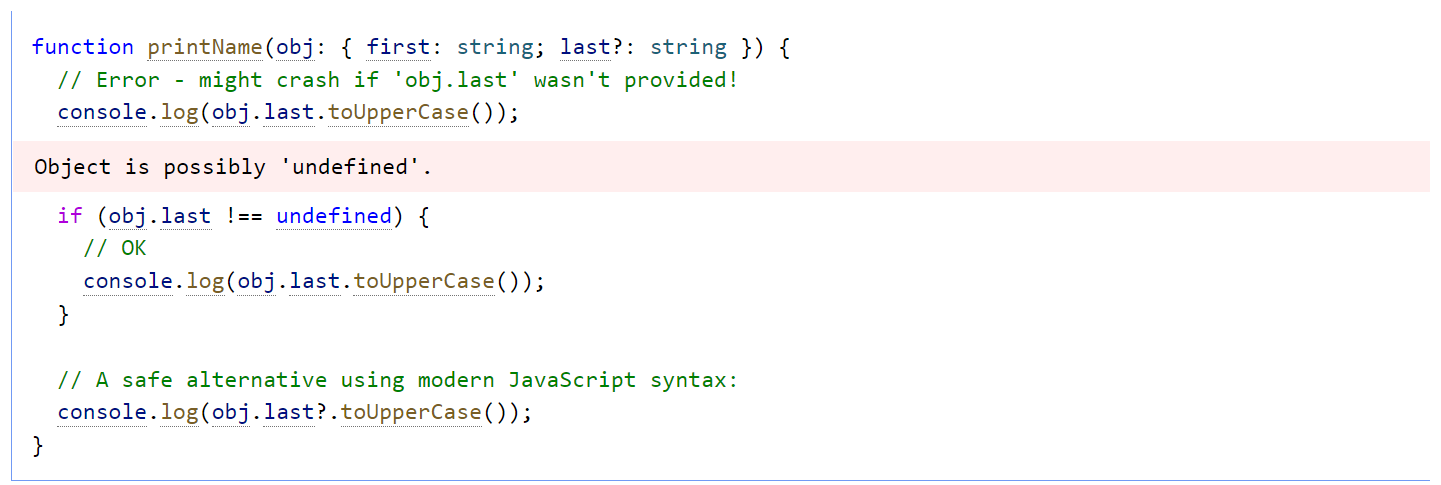 function printName(obj: { first: string; last?: string }) {
  // Error - might crash if 'obj.last' wasn't provided!
  console.log(obj.last.toUpperCase());
Object is possibly 'undefined'.
  if (obj.last !== undefined) {
    // OK
    console.log(obj.last.toUpperCase());
  }
  // A safe alternative using modern JavaScript syntax:
  console.log(obj.last?.toUpperCase());
}